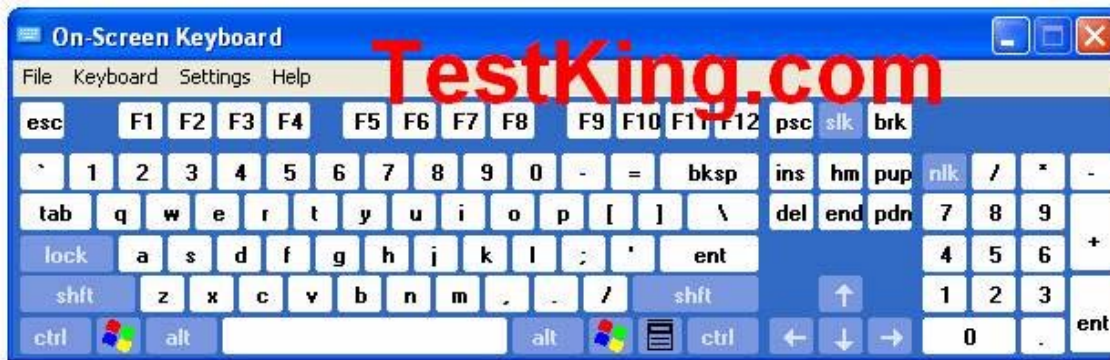 On-Screen Keyboard
TestKing.com
File Keyboard Settings Help
esc F1 F2 F3 F4 F5 F6 F7 F8 F9 F10 F11 F12 psc slk brk
` 1 2 3 4 5 6 7 8 9 0 - = bksp ins hm pup nlk / * -
tab q w e r t y u i o p [ ] \ del end pdn 7 8 9
lock a s d f g h j k l ; ' ent 4 5 6 +
shft z x c v b n m , . / shft ↑ 1 2 3
ctrl alt alt ctrl ← ↓ → 0 . ent